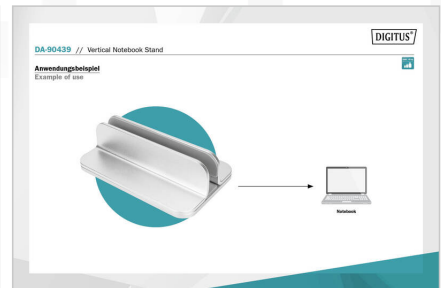 DIGITUS®
DA-90439 // Vertical Notebook Stand
Anwendungsbeispiel
Example of use
Notebook